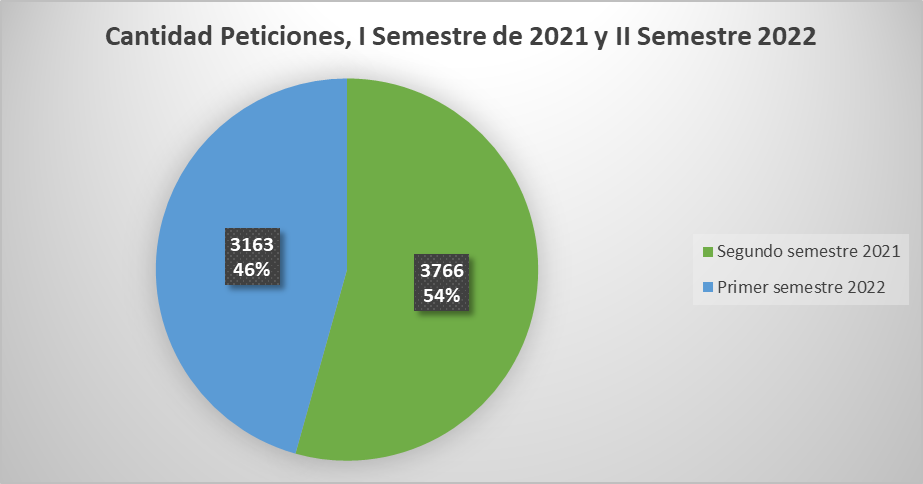 Cantidad Peticiones, I Semestre de 2021 y II Semestre 2022
3163
46%
3766
54%
Segundo semestre 2021
Primer semestre 2022